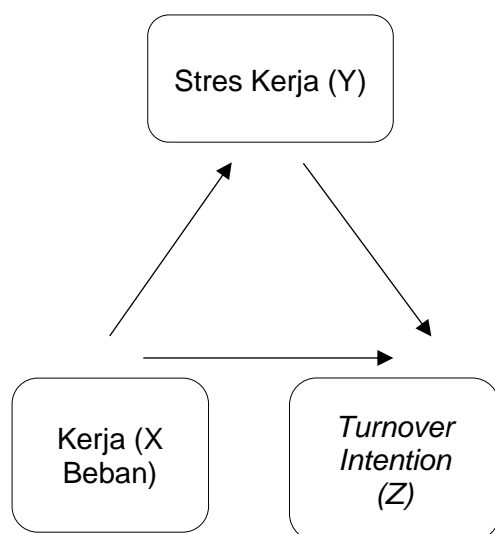 Stres Kerja (Y)
Kerja (X
Beban)
Turnover
Intention
(Z)